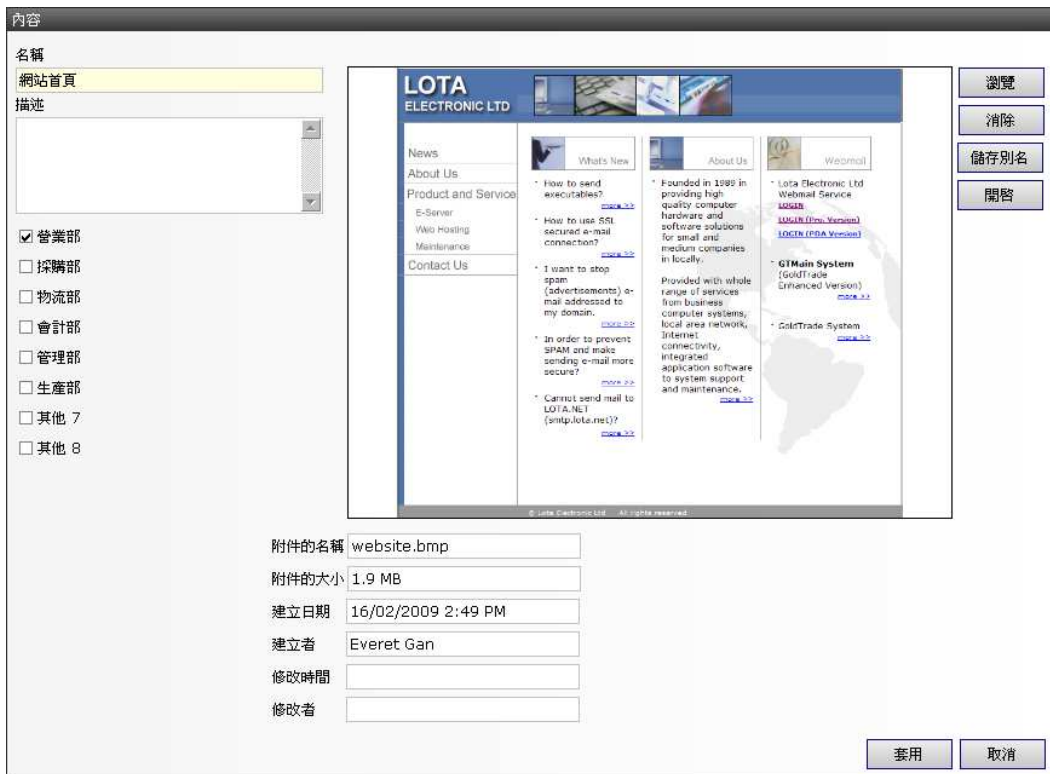 內容
名稱
網站首頁
描述
營業部
採購部
物流部
會計部
管理部
生產部
其他 7
其他 8
LOTA
ELECTRONIC LTD
News
About Us
Product and Service
E-Server
Web Hosting
Maintenance
Contact Us
What's New
How to send
executables?
more >>
How to use SSL
secured e-mail
connection?
more >>
I want to stop
spam
(advertisements) e-
mail addressed to
my domain.
more >>
In order to prevent
SPAM and make
sending e-mail more
secure?
more >>
Cannot send mail to
LOTA.NET
(smtp.lota.net)?
more >>
About Us
Founded in 1989 in
providing high
quality computer
hardware and
software solutions
for small and
medium companies
in locally.
Provided with whole
range of services
from business
computer systems,
local area network,
Internet
connectivity,
integrated
application software
to system support
and maintenance.
more >>
Webmail
Lota Electronic Ltd
Webmail Service
LOGIN
LOGIN (Pro. Version)
LOGIN (PDA Version)
GTMain System
(GoldTrade
Enhanced Version)
more >>
GoldTrade System
more >>
© Lota Electronic Ltd All rights reserved
瀏覽
消除
儲存別名
開啓
附件的名稱 website.bmp
附件的大小 1.9 MB
建立日期 16/02/2009 2:49 PM
建立者 Everet Gan
修改時間
修改者
套用 取消